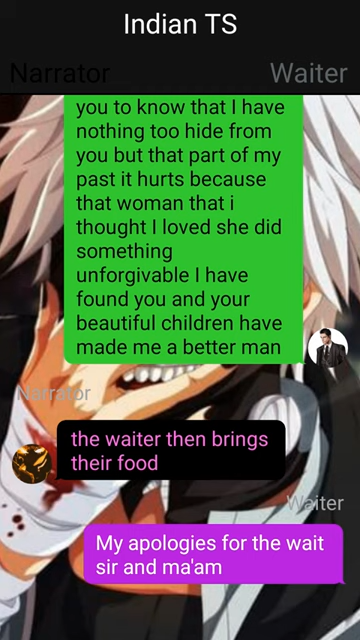 Indian TS
Narrator
Waiter
you to know that I have
nothing too hide from
you but that part of my
past it hurts because
that woman that i
thought I loved she did
something
unforgivable I have
found you and your
beautiful children have
made me a better man
Narrator
the waiter then brings
their food
Waiter
My apologies for the wait
sir and ma'am